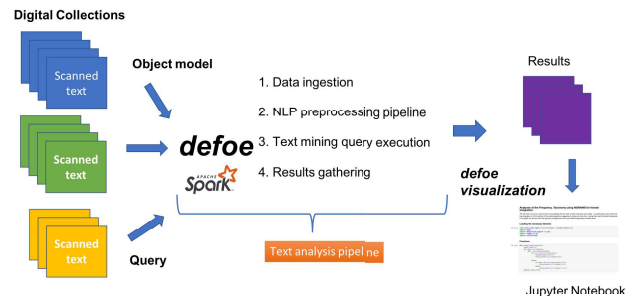 Digital Collections
Scanned
text
Object model
Scanned
text
Scanned
text
Query
defoe
APACHE
Spark
1. Data ingestion
2. NLP preprocessing pipeline
3. Text mining query execution
4. Results gathering
Text analysis pipeline
Results
defoe
visualization
Jupyter Notebook